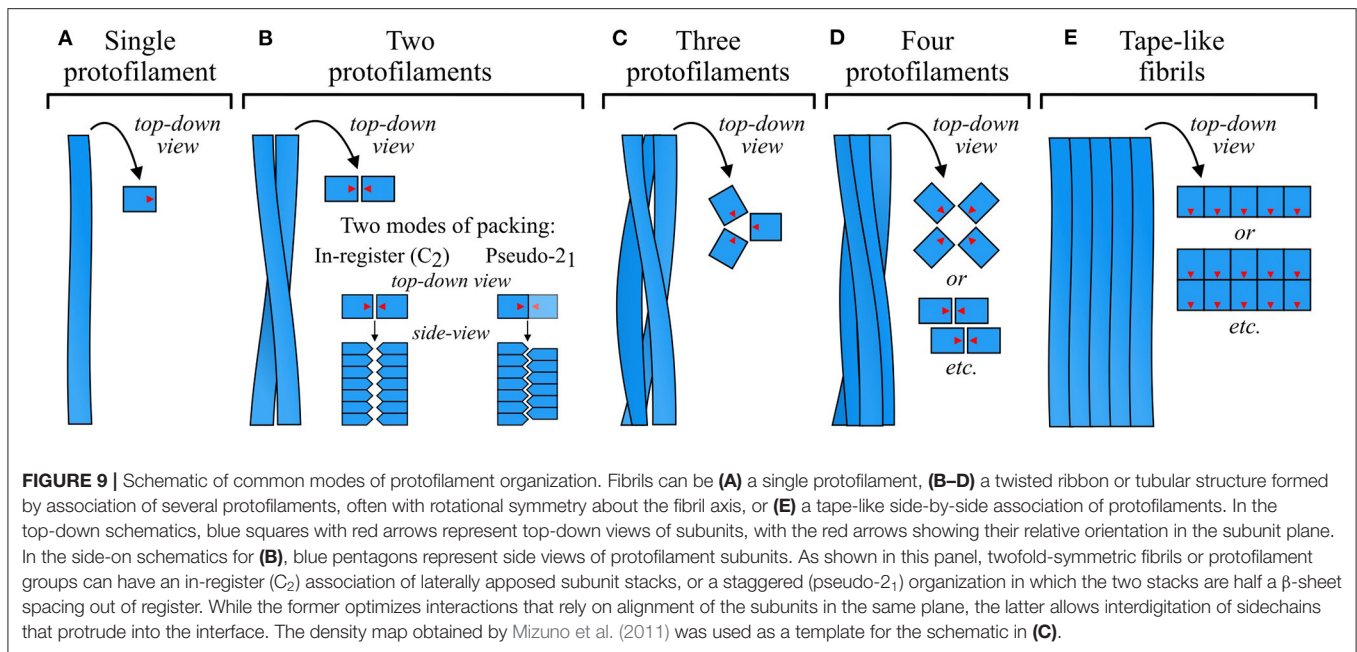 A Single
protofilament
B Two
protofilaments
C Three
protofilaments
D Four
protofilaments
E Tape-like
fibrils
top-down
view
top-down
view
Two modes of packing:
In-register (C₂) Pseudo-2₁
top-down view
side-view
top-down
view
top-down
view
or
etc.
top-down
view
or
etc.
FIGURE 9 | Schematic of common modes of protofilament organization. Fibrils can be (A) a single protofilament, (B–D) a twisted ribbon or tubular structure formed
by association of several protofilaments, often with rotational symmetry about the fibril axis, or (E) a tape-like side-by-side association of protofilaments. In the
top-down schematics, blue squares with red arrows represent top-down views of subunits, with the red arrows showing their relative orientation in the subunit plane.
In the side-on schematics for (B), blue pentagons represent side views of protofilament subunits. As shown in this panel, twofold-symmetric fibrils or protofilament
groups can have an in-register (C₂) association of laterally apposed subunit stacks, or a staggered (pseudo-2₁) organization in which the two stacks are half a β-sheet
spacing out of register. While the former optimizes interactions that rely on alignment of the subunits in the same plane, the latter allows interdigitation of sidechains
that protrude into the interface. The density map obtained by Mizuno et al. (2011) was used as a template for the schematic in (C).